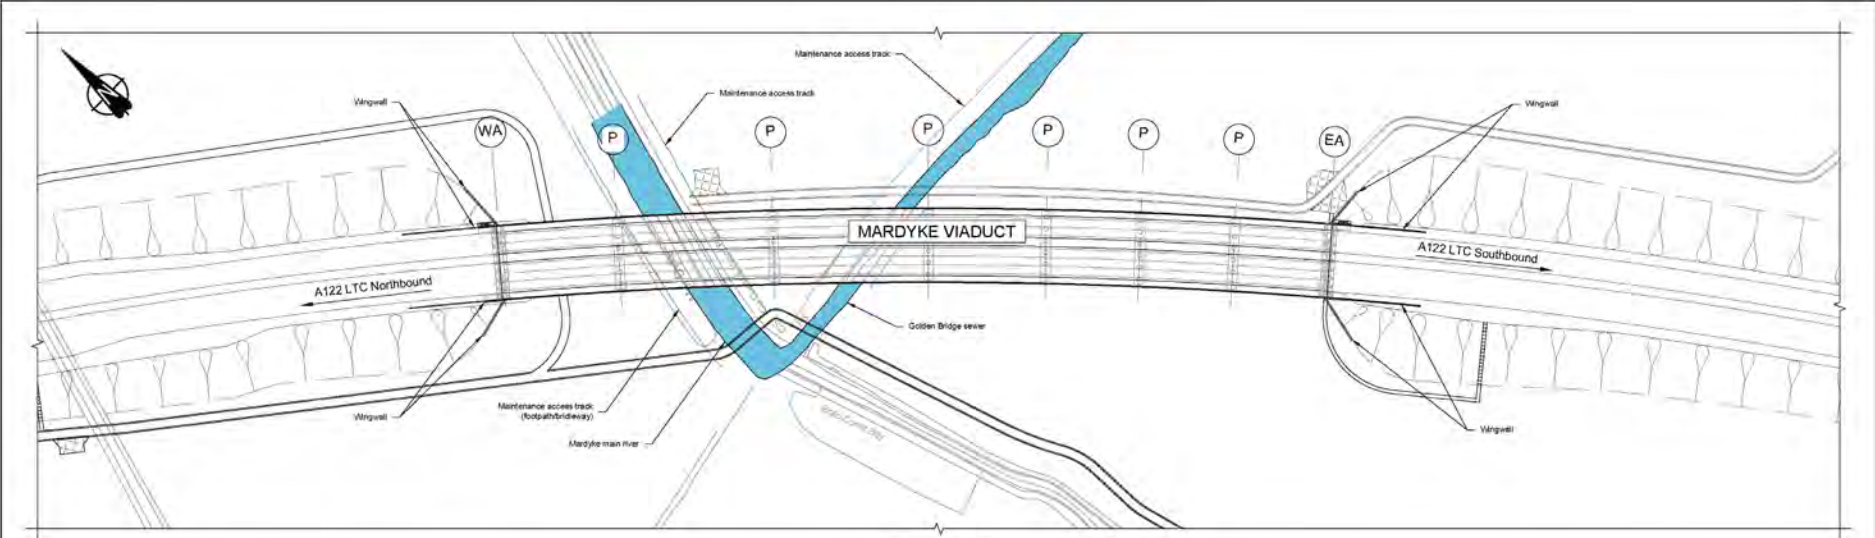 Maintenance access track
Maintenance access track
Wingwall
Wingwall
WA
P
P
P
P
P
P
EA
MARDYKE VIADUCT
A122 LTC Northbound
A122 LTC Southbound
Golden Bridge sewer
Maintenance access track
(footpath/bridleway)
Wingwall
Mardyke main river
Wingwall